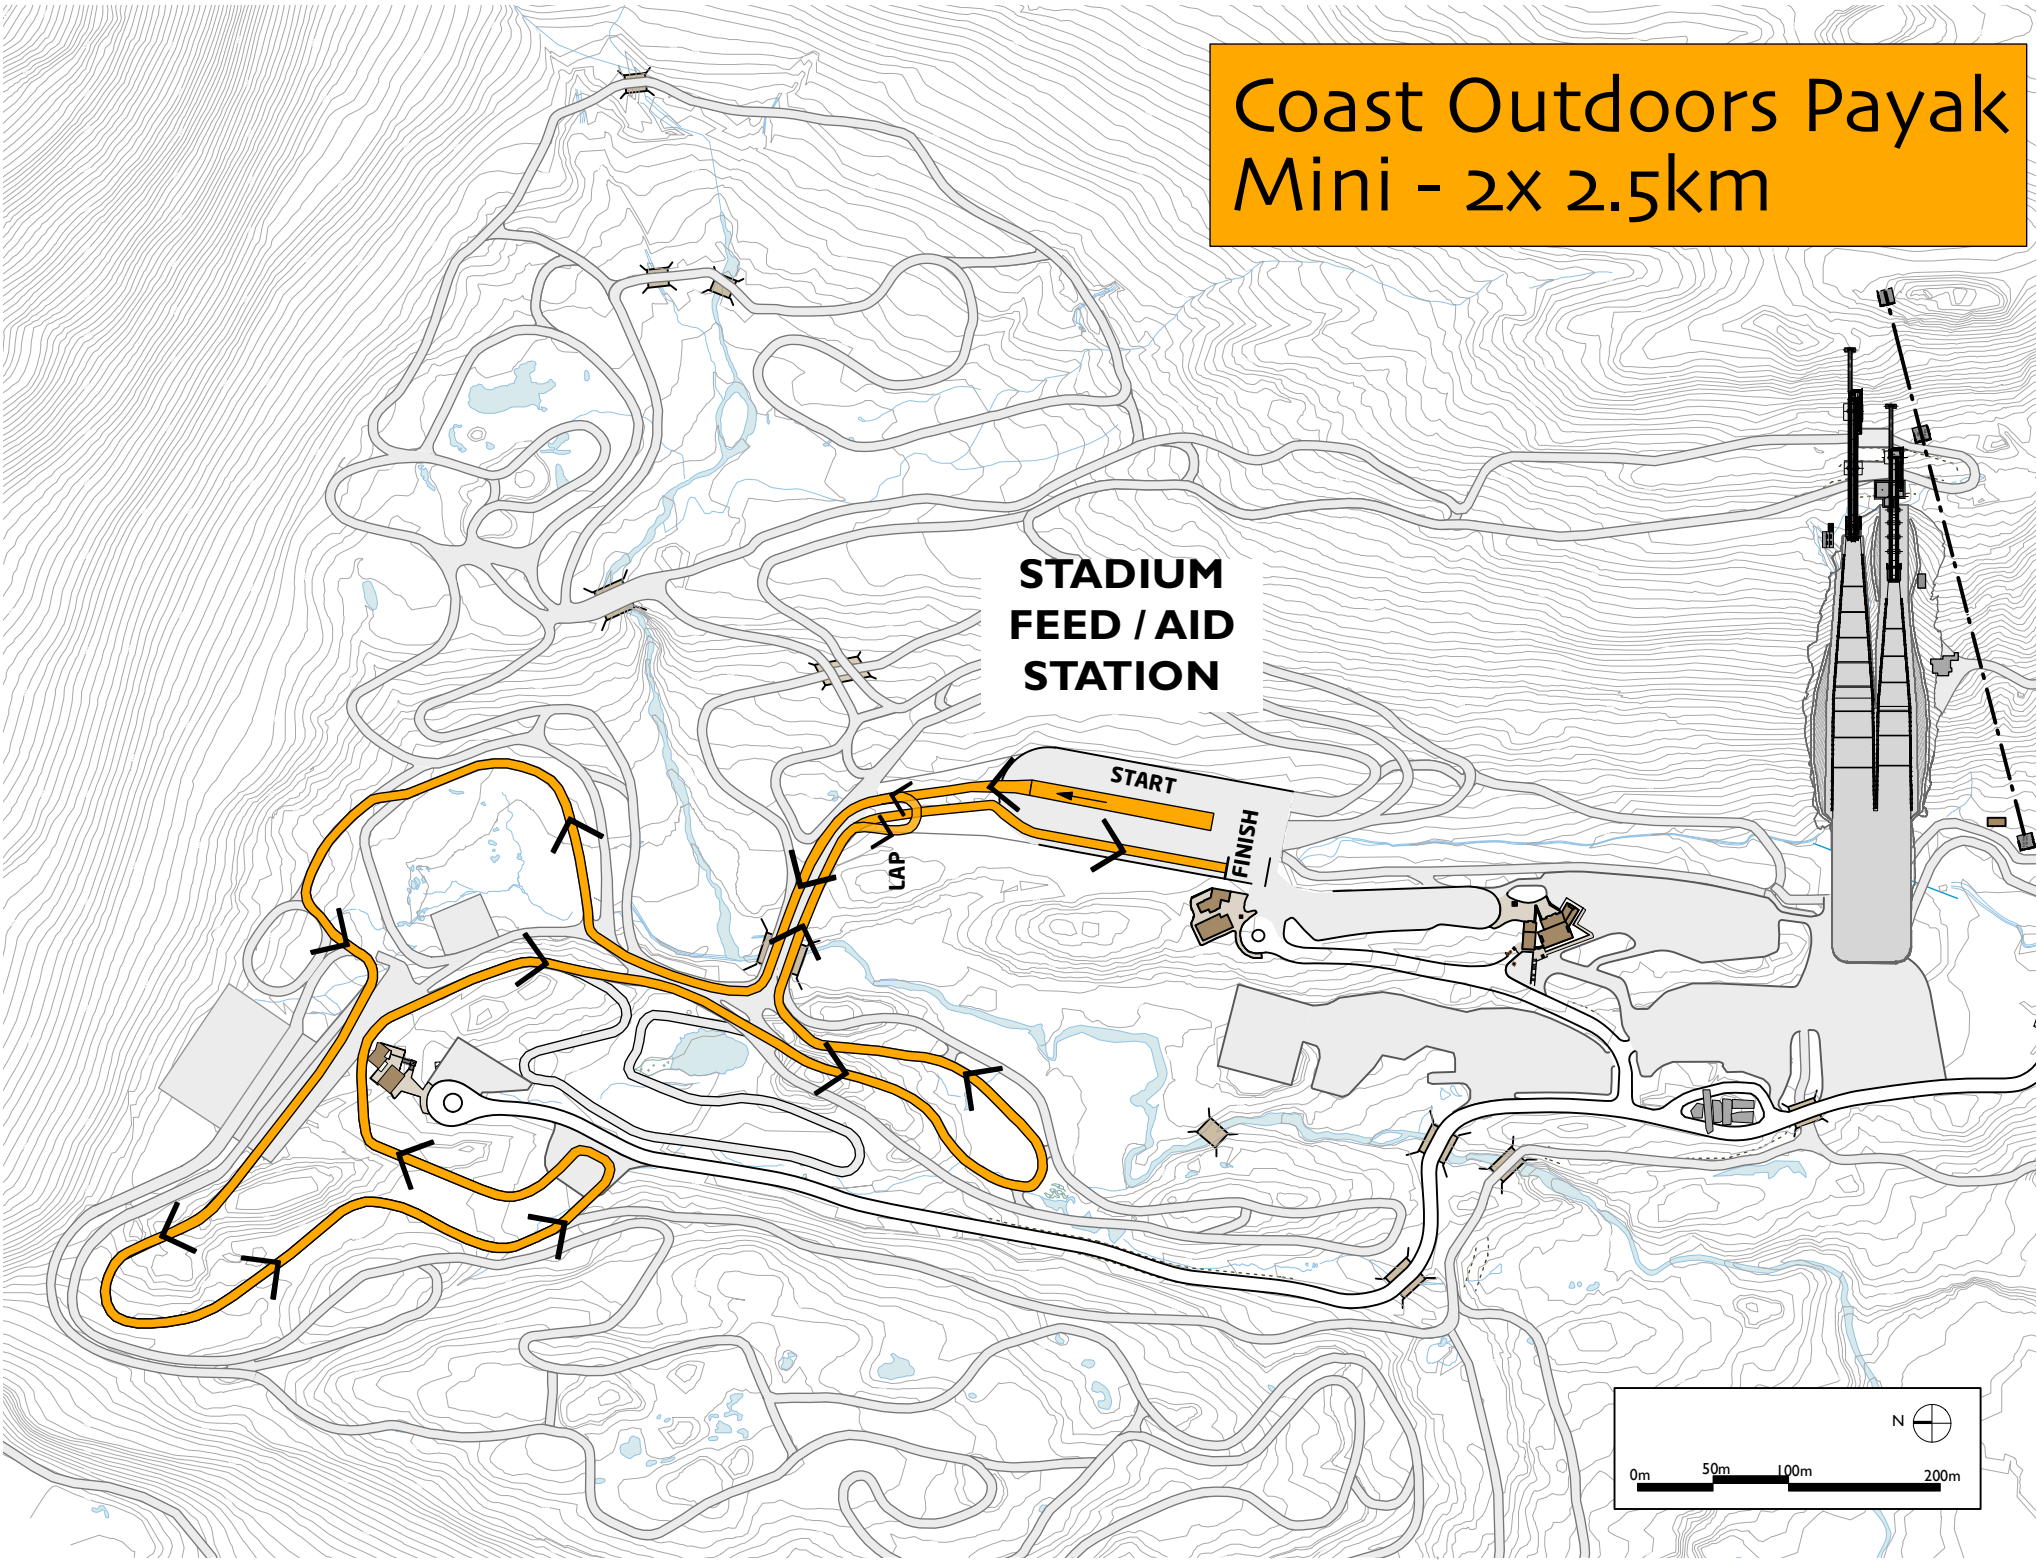 Coast Outdoors Payak
Mini - 2x 2.5km
STADIUM
FEED / AID
STATION
START
FINISH
LAP
N
0m
50m
100m
200m